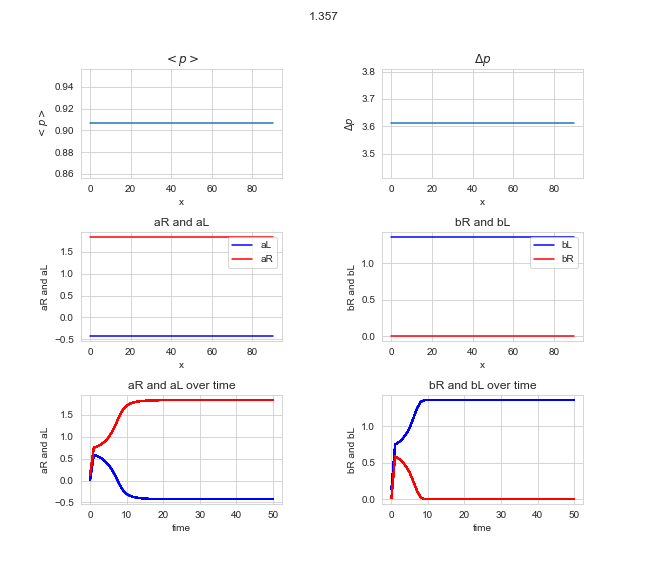 1.357
< p >
Δp
0.94
0.92
0.90
0.88
0.86
< p >
0 20 40 60 80
x
3.8
3.7
3.6
3.5
Δp
0 20 40 60 80
x
aR and aL
bR and bL
1.5
1.0
0.5
0.0
−0.5
aR and aL
aL
aR
0 20 40 60 80
x
1.0
0.5
0.0
bR and bL
bL
bR
0 20 40 60 80
x
aR and aL over time
bR and bL over time
1.5
1.0
0.5
0.0
−0.5
aR and aL
0 10 20 30 40 50
time
1.0
0.5
0.0
bR and bL
0 10 20 30 40 50
time